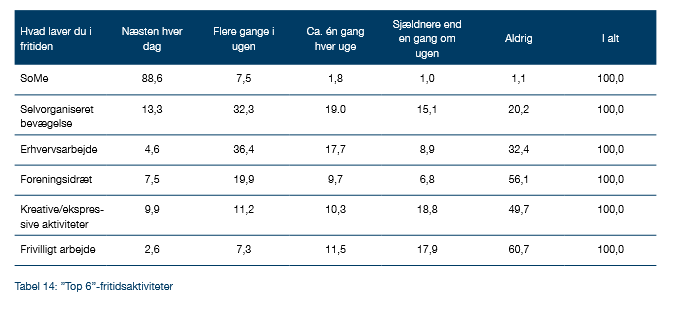 Hvad laver du i fritiden | Næsten hver dag | Flere gange i ugen | Ca. én gang hver uge | Sjældnere end en gang om ugen | Aldrig | I alt
SoMe | 88,6 | 7,5 | 1,8 | 1,0 | 1,1 | 100,0
Selvorganiseret bevægelse | 13,3 | 32,3 | 19.0 | 15,1 | 20,2 | 100,0
Erhvervsarbejde | 4,6 | 36,4 | 17,7 | 8,9 | 32,4 | 100,0
Foreningsidræt | 7,5 | 19,9 | 9,7 | 6,8 | 56,1 | 100,0
Kreative/ekspres-sive aktiviteter | 9,9 | 11,2 | 10,3 | 18,8 | 49,7 | 100,0
Frivilligt arbejde | 2,6 | 7,3 | 11,5 | 17,9 | 60,7 | 100,0
Tabel 14: ”Top 6”-fritidsaktiviteter